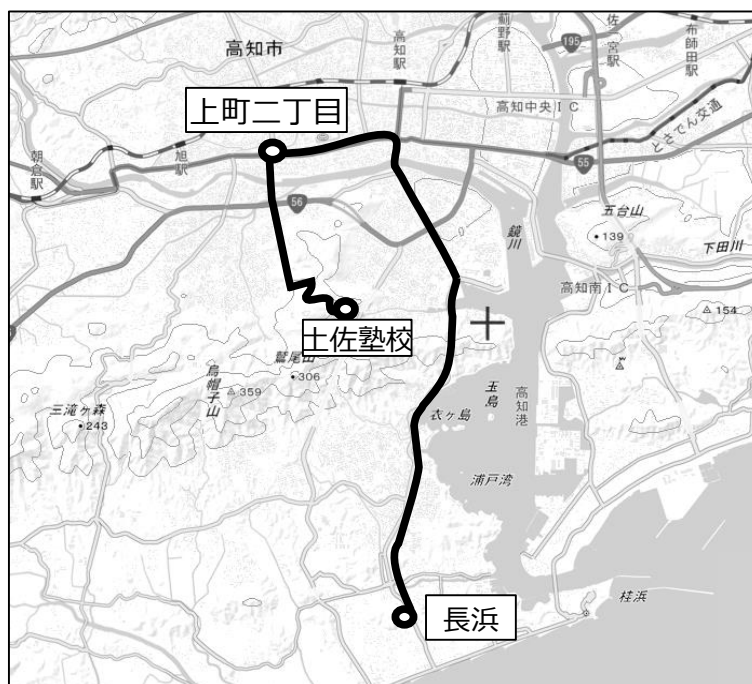 高知市
高知駅
薊野駅
佐一宮駅
布師田駅
195
高知中央IC
とさでん交通
上町二丁目
朝倉駅
旭駅
55
56
鏡川
五台山
139
下田川
高知南IC
154
土佐塾校
鷲尾山
306
烏帽子山
359
三滝ヶ森
243
玉島
衣ヶ島
高知港
浦戸湾
長浜
桂浜